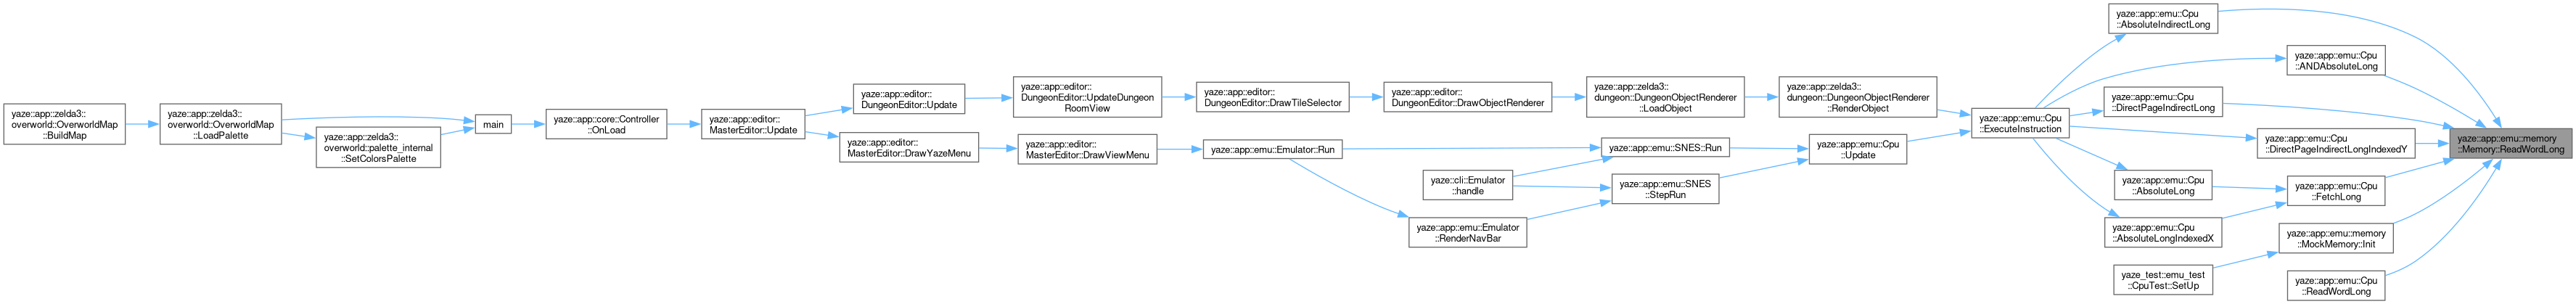 yaze::app::zelda3::
overworld::OverworldMap
::BuildMap
yaze::app::zelda3::
overworld::OverworldMap
::LoadPalette
yaze::app::zelda3::
overworld::palette_internal
::SetColorsPalette
main
yaze::app::core::Controller
::OnLoad
yaze::app::editor::
MasterEditor::Update
yaze::app::editor::
DungeonEditor::Update
yaze::app::editor::
MasterEditor::DrawYazeMenu
yaze::app::editor::
DungeonEditor::UpdateDungeon
RoomView
yaze::app::editor::
MasterEditor::DrawViewMenu
yaze::app::editor::
DungeonEditor::DrawTileSelector
yaze::app::emu::Emulator::Run
yaze::app::editor::
DungeonEditor::DrawObjectRenderer
yaze::cli::Emulator
::handle
yaze::app::emu::Emulator
::RenderNavBar
yaze::app::zelda3::
dungeon::DungeonObjectRenderer
::LoadObject
yaze::app::emu::SNES::Run
yaze::app::emu::SNES
::StepRun
yaze::app::zelda3::
dungeon::DungeonObjectRenderer
::RenderObject
yaze::app::emu::Cpu
::Update
yaze::app::emu::Cpu
::ExecuteInstruction
yaze::app::emu::Cpu
::AbsoluteIndirectLong
yaze::app::emu::Cpu
::ANDAbsoluteLong
yaze::app::emu::Cpu
::DirectPageIndirectLong
yaze::app::emu::Cpu
::DirectPageIndirectLongIndexedY
yaze::app::emu::Cpu
::AbsoluteLong
yaze::app::emu::Cpu
::FetchLong
yaze::app::emu::Cpu
::AbsoluteLongIndexedX
yaze::app::emu::memory
::MockMemory::Init
yaze_test::emu_test
::CpuTest::SetUp
yaze::app::emu::Cpu
::ReadWordLong
yaze::app::emu::memory
::Memory::ReadWordLong